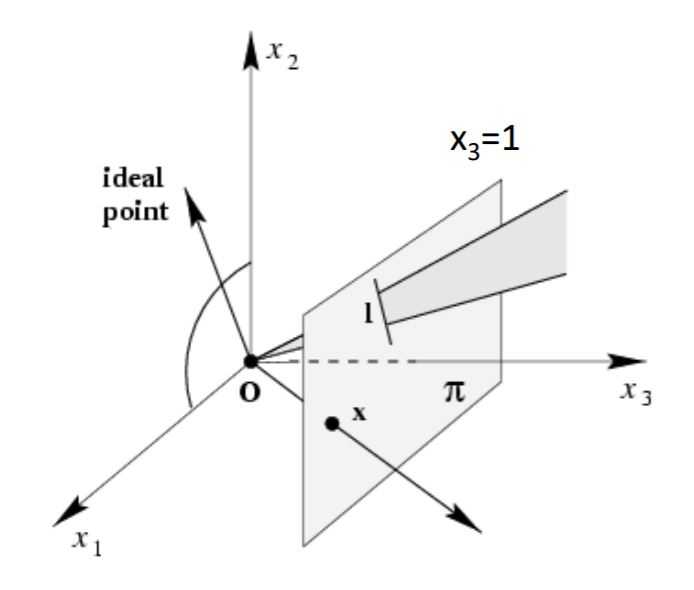 x₂
x₃=1
ideal
point
l
O
x
π
x₃
x₁